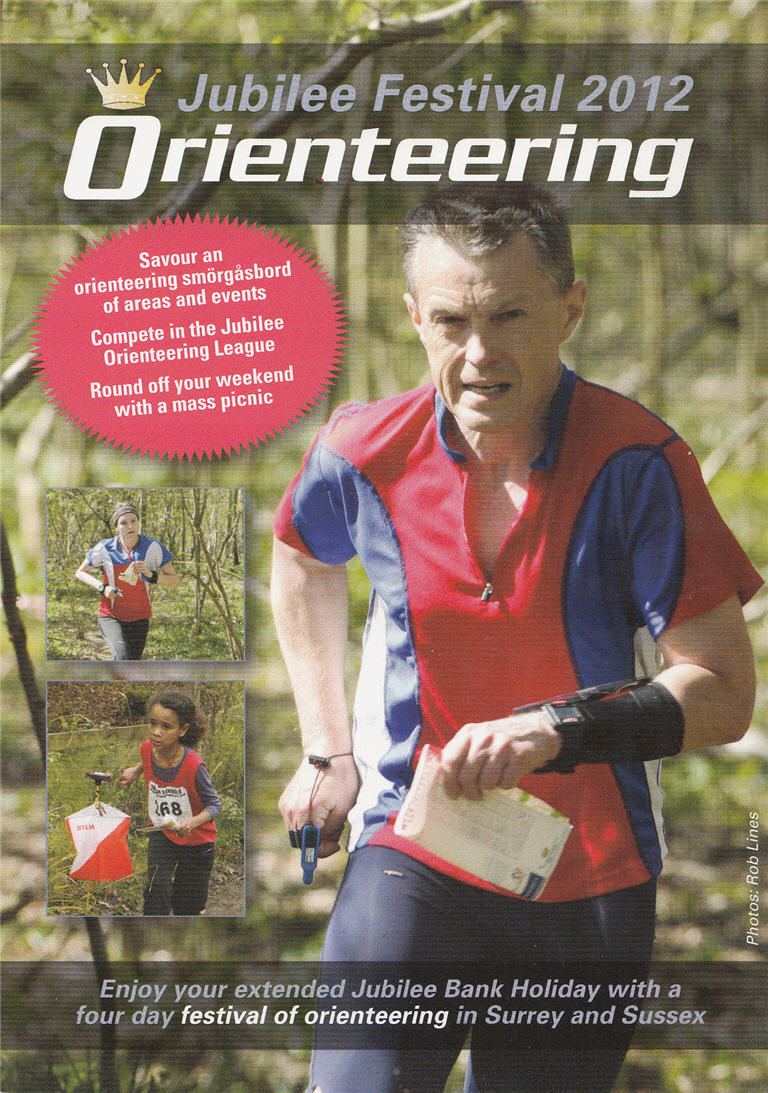 Jubilee Festival 2012
Orienteering
Savour an
orienteering smörgåsbord
of areas and events
Compete in the Jubilee
Orienteering League
Round off your weekend
with a mass picnic
168
Photos: Rob Lines
Enjoy your extended Jubilee Bank Holiday with a
four day festival of orienteering in Surrey and Sussex